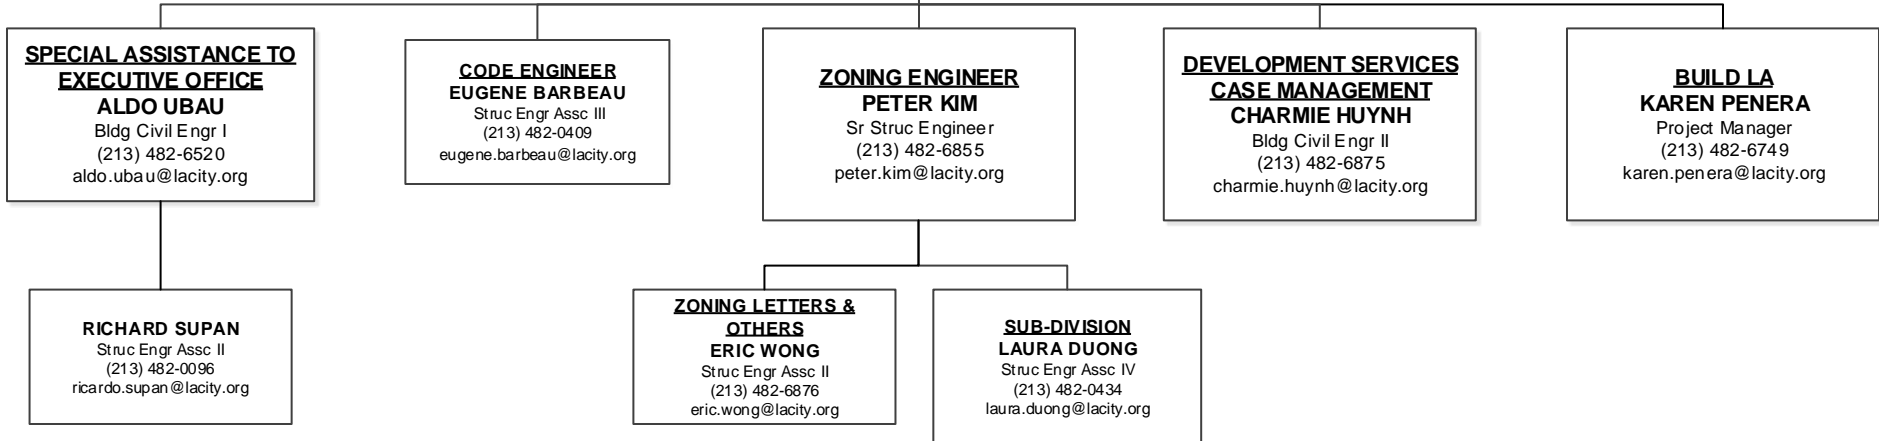 SPECIAL ASSISTANCE TO
EXECUTIVE OFFICE
ALDO UBAU
Bldg Civil Engr I
(213) 482-6520
aldo.ubau@lacity.org
CODE ENGINEER
EUGENE BARBEAU
Struc Engr Assc III
(213) 482-0409
eugene.barbeau@lacity.org
ZONING ENGINEER
PETER KIM
Sr Struc Engineer
(213) 482-6855
peter.kim@lacity.org
DEVELOPMENT SERVICES
CASE MANAGEMENT
CHARMIE HUYNH
Bldg Civil Engr II
(213) 482-6875
charmie.huynh@lacity.org
BUILD LA
KAREN PENERA
Project Manager
(213) 482-6749
karen.penera@lacity.org
RICHARD SUPAN
Struc Engr Assc II
(213) 482-0096
ricardo.supan@lacity.org
ZONING LETTERS &
OTHERS
ERIC WONG
Struc Engr Assc II
(213) 482-6876
eric.wong@lacity.org
SUB-DIVISION
LAURA DUONG
Struc Engr Assc IV
(213) 482-0434
laura.duong@lacity.org